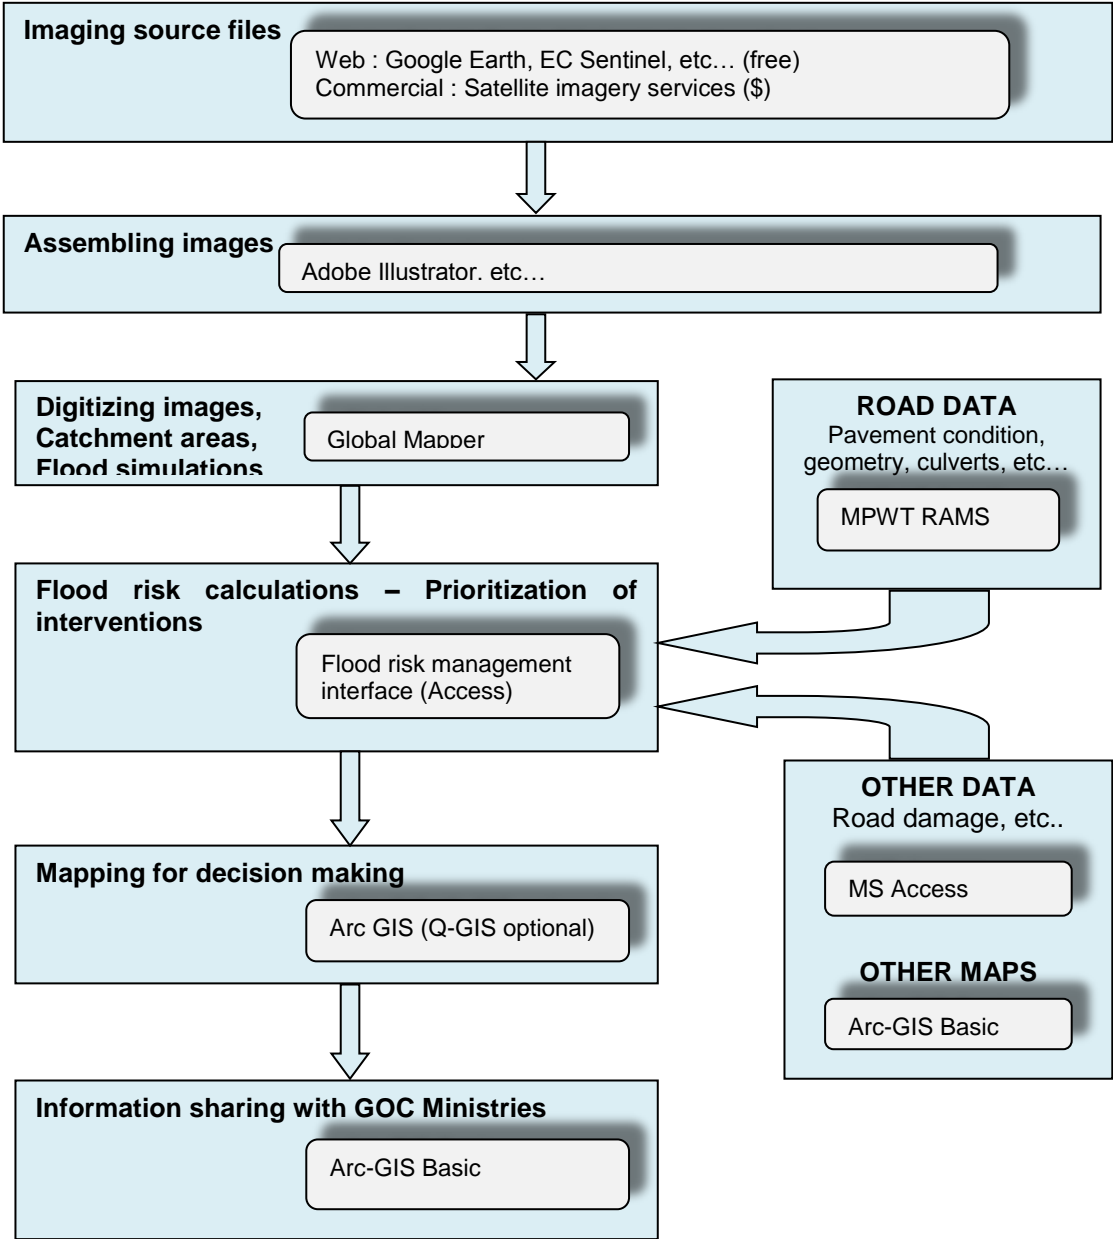 Imaging source files
Web : Google Earth, EC Sentinel, etc… (free)
Commercial : Satellite imagery services ($)
Assembling images
Adobe Illustrator. etc…
Digitizing images,
Catchment areas,
Flood simulations
Global Mapper
ROAD DATA
Pavement condition,
geometry, culverts, etc…
MPWT RAMS
Flood risk calculations – Prioritization of
interventions
Flood risk management
interface (Access)
OTHER DATA
Road damage, etc..
MS Access
OTHER MAPS
Arc-GIS Basic
Mapping for decision making
Arc GIS (Q-GIS optional)
Information sharing with GOC Ministries
Arc-GIS Basic